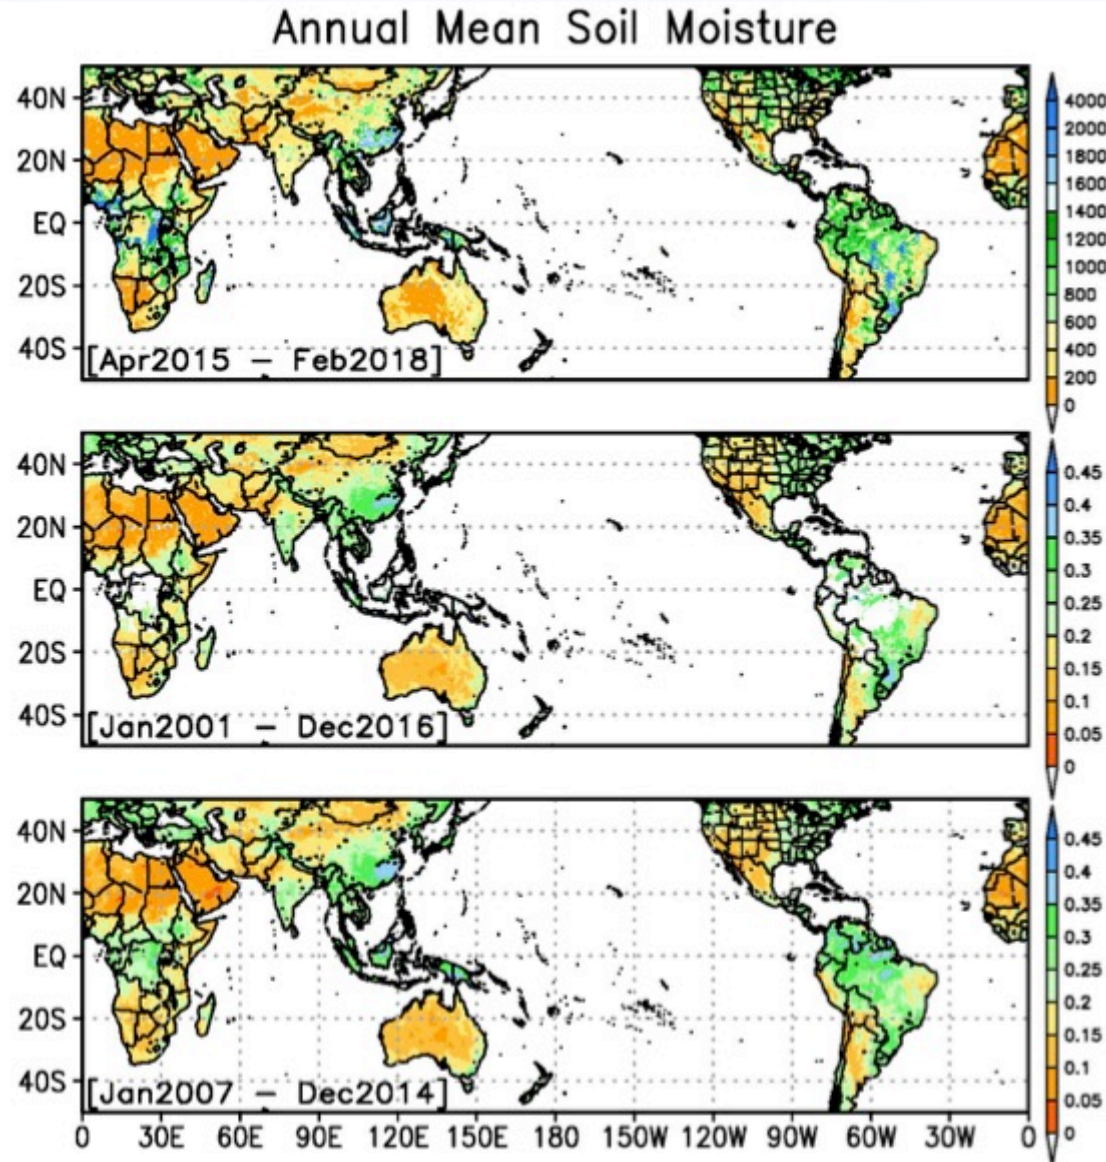 Annual Mean Soil Moisture
40N
20N
EQ
20S
40S
[Apr2015 – Feb2018]
4000
2000
1800
1600
1400
1200
1000
800
600
400
200
0
40N
20N
EQ
20S
40S
[Jan2001 – Dec2016]
0.45
0.4
0.35
0.3
0.25
0.2
0.15
0.1
0.05
0
40N
20N
EQ
20S
40S
[Jan2007 – Dec2014]
0.45
0.4
0.35
0.3
0.25
0.2
0.15
0.1
0.05
0
0 30E 60E 90E 120E 150E 180 150W 120W 90W 60W 30W 0